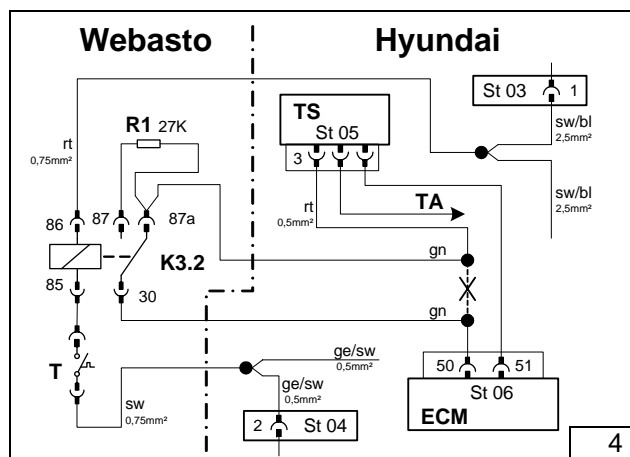 Webasto
Hyundai
St 03
1
TS
St 05
3
sw/bl
2,5mm²
R1 27K
rt
0,75mm²
86
87
87a
rt
0,5mm²
TA
sw/bl
2,5mm²
K3.2
gn
85
30
gn
T
ge/sw
0,5mm²
50
51
St 06
ECM
ge/sw
0,5mm²
sw
0,75mm²
2
St 04
4